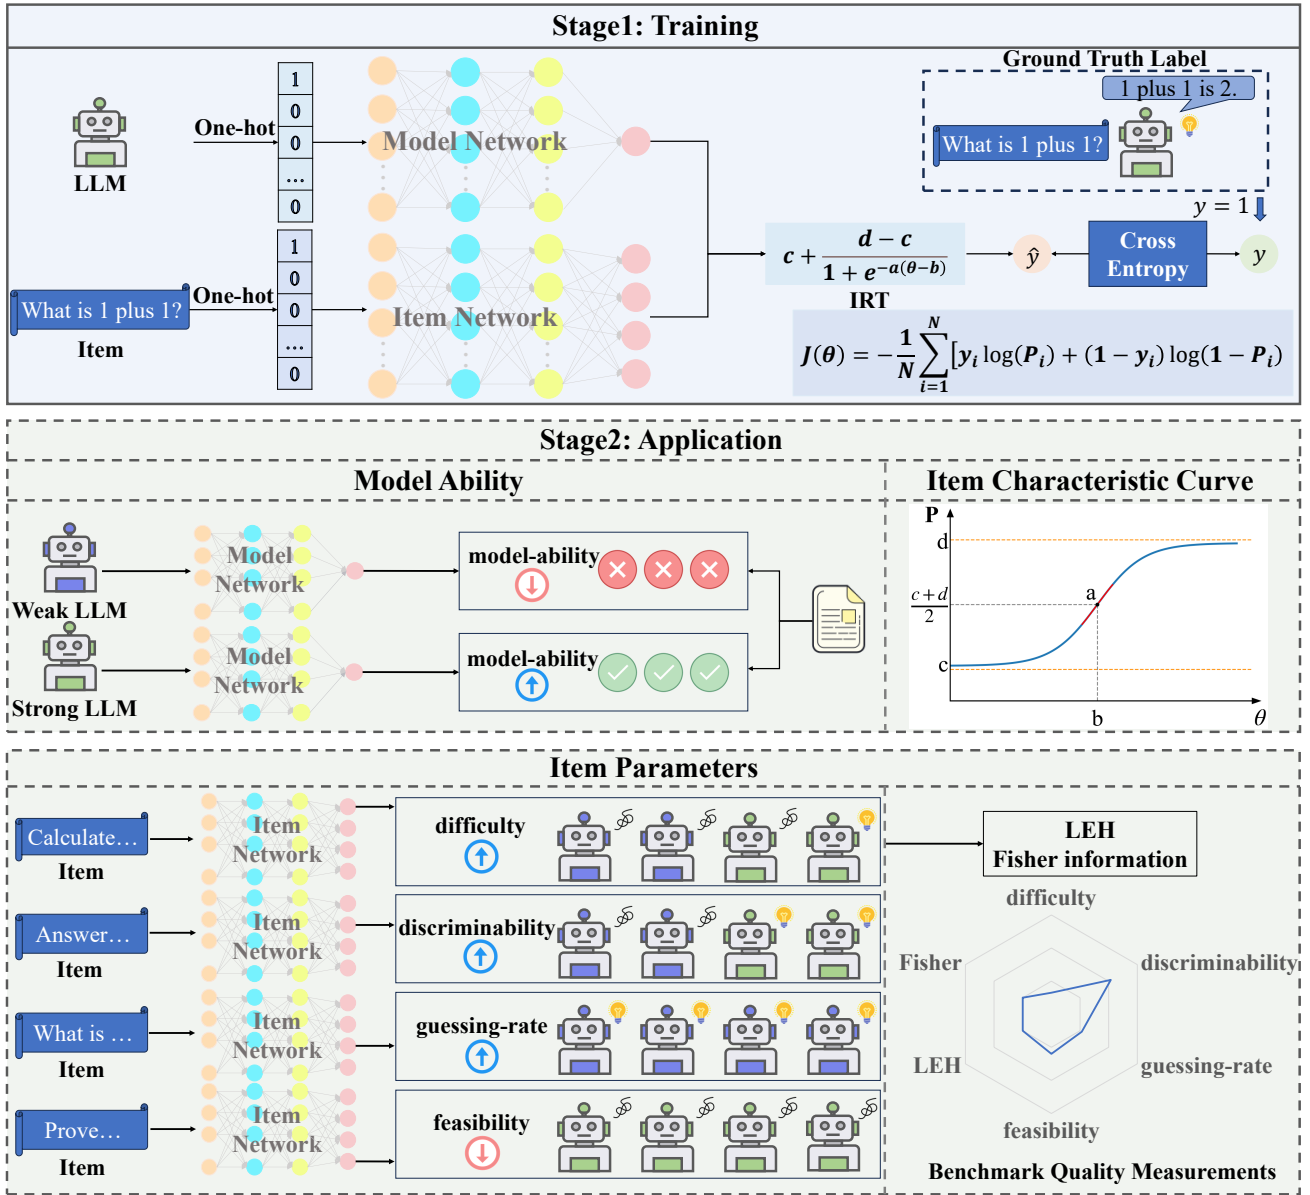 Stage1: Training
Ground Truth Label
1 plus 1 is 2.
What is 1 plus 1?
y = 1
LLM
One-hot
1
0
0
...
0
Model Network
What is 1 plus 1?
Item
One-hot
1
0
0
...
0
Item Network
c + \frac{d − c}{1 + e^{−a(θ−b)}}
IRT
ŷ
Cross
Entropy
y
J(θ) = −\frac{1}{N} \sum_{i=1}^{N} [y_i log(P_i) + (1 − y_i) log(1 − P_i)
Stage2: Application
Model Ability
Weak LLM
Model
Network
model-ability
Strong LLM
Model
Network
model-ability
Item Characteristic Curve
P
d
\frac{c+d}{2}
a
c
b
θ
Item Parameters
Calculate…
Item
Item
Network
difficulty
Answer…
Item
Item
Network
discriminability
What is …
Item
Item
Network
guessing-rate
Prove…
Item
Item
Network
feasibility
LEH
Fisher information
difficulty
Fisher
discriminability
LEH
guessing-rate
feasibility
Benchmark Quality Measurements